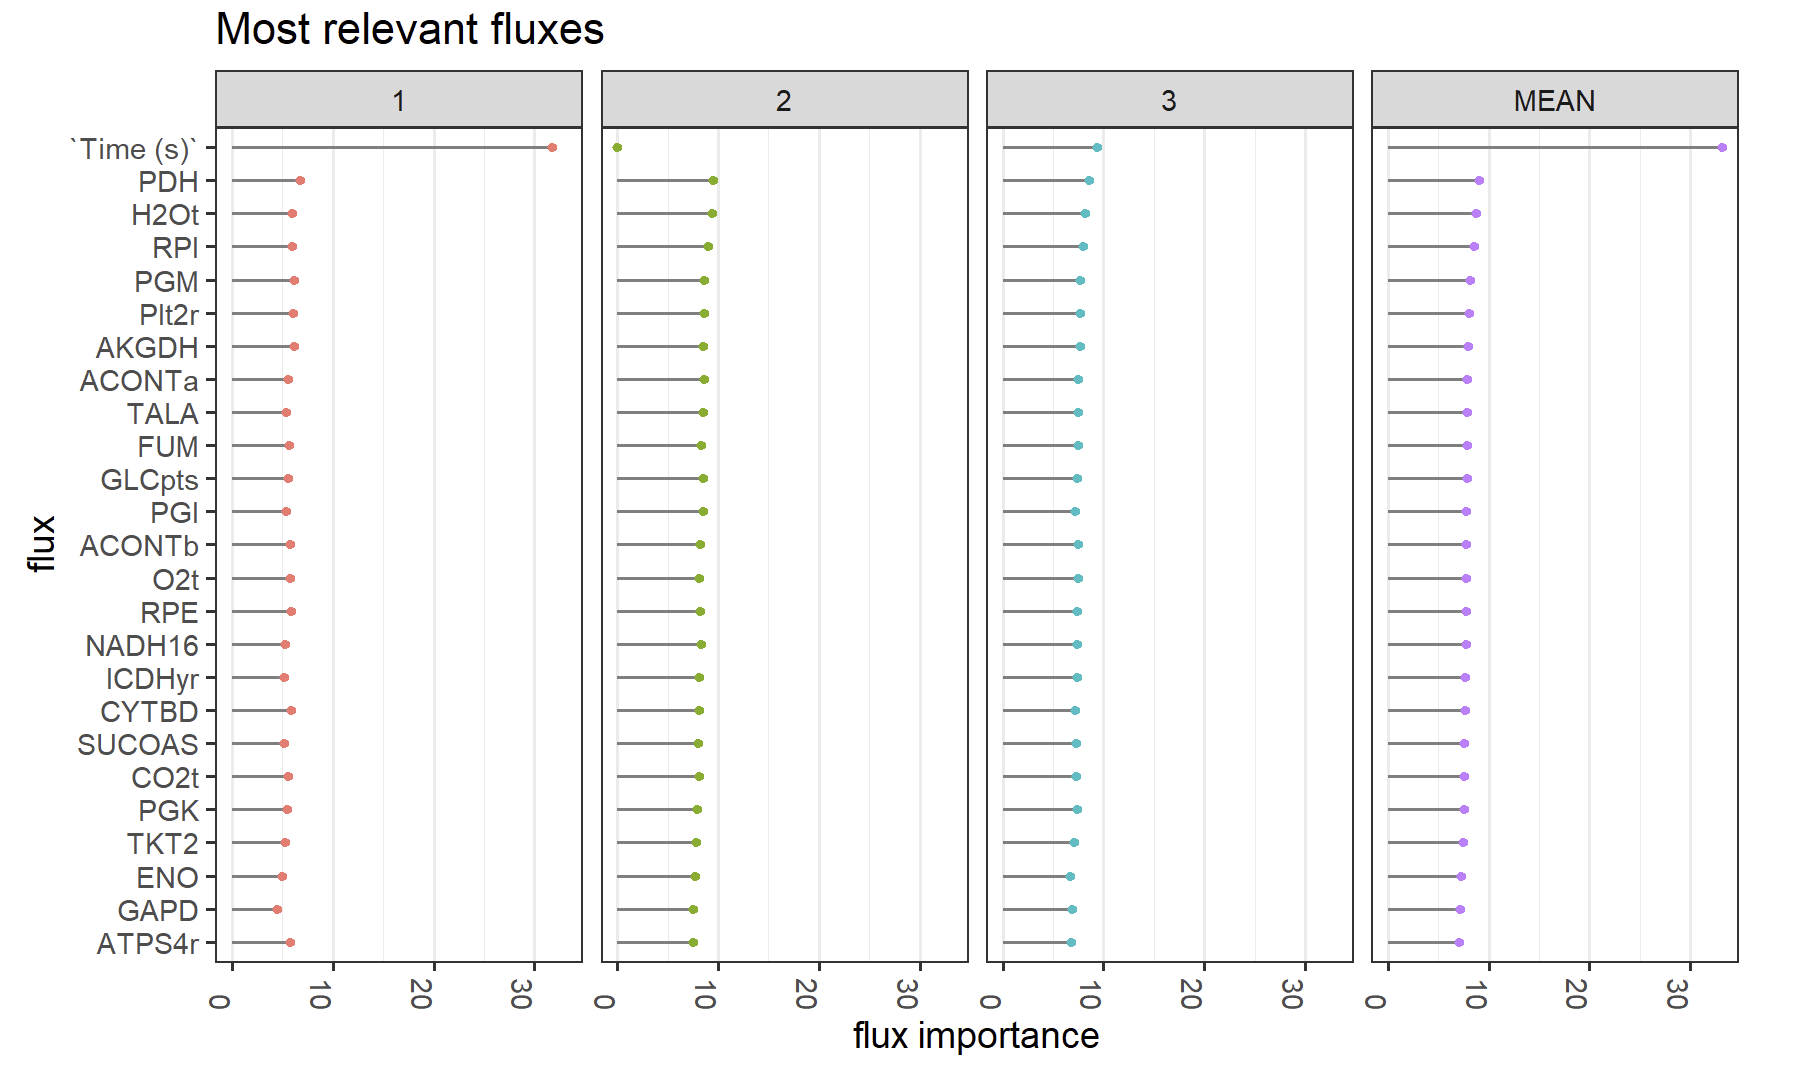 Most relevant fluxes
1 2 3 MEAN
`Time (s)`
PDH
H2Ot
RPI
PGM
PIt2r
AKGDH
ACONTa
TALA
FUM
GLCpts
PGI
ACONTb
O2t
RPE
NADH16
ICDHyr
CYTBD
SUCOAS
CO2t
PGK
TKT2
ENO
GAPD
ATPS4r
flux
0 10 20 30 0 10 20 30 0 10 20 30 0 10 20 30
flux importance